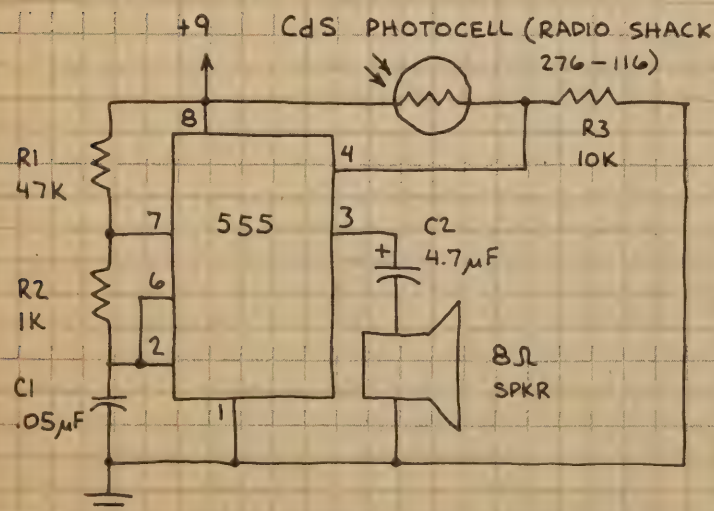 +9 CdS PHOTOCELL (RADIO SHACK
276-116)
8
R1
47K
4
R3
10K
7
555
3
C2
+
4.7µF
6
R2
1K
2
8Ω
SPKR
C1
.05µF
1